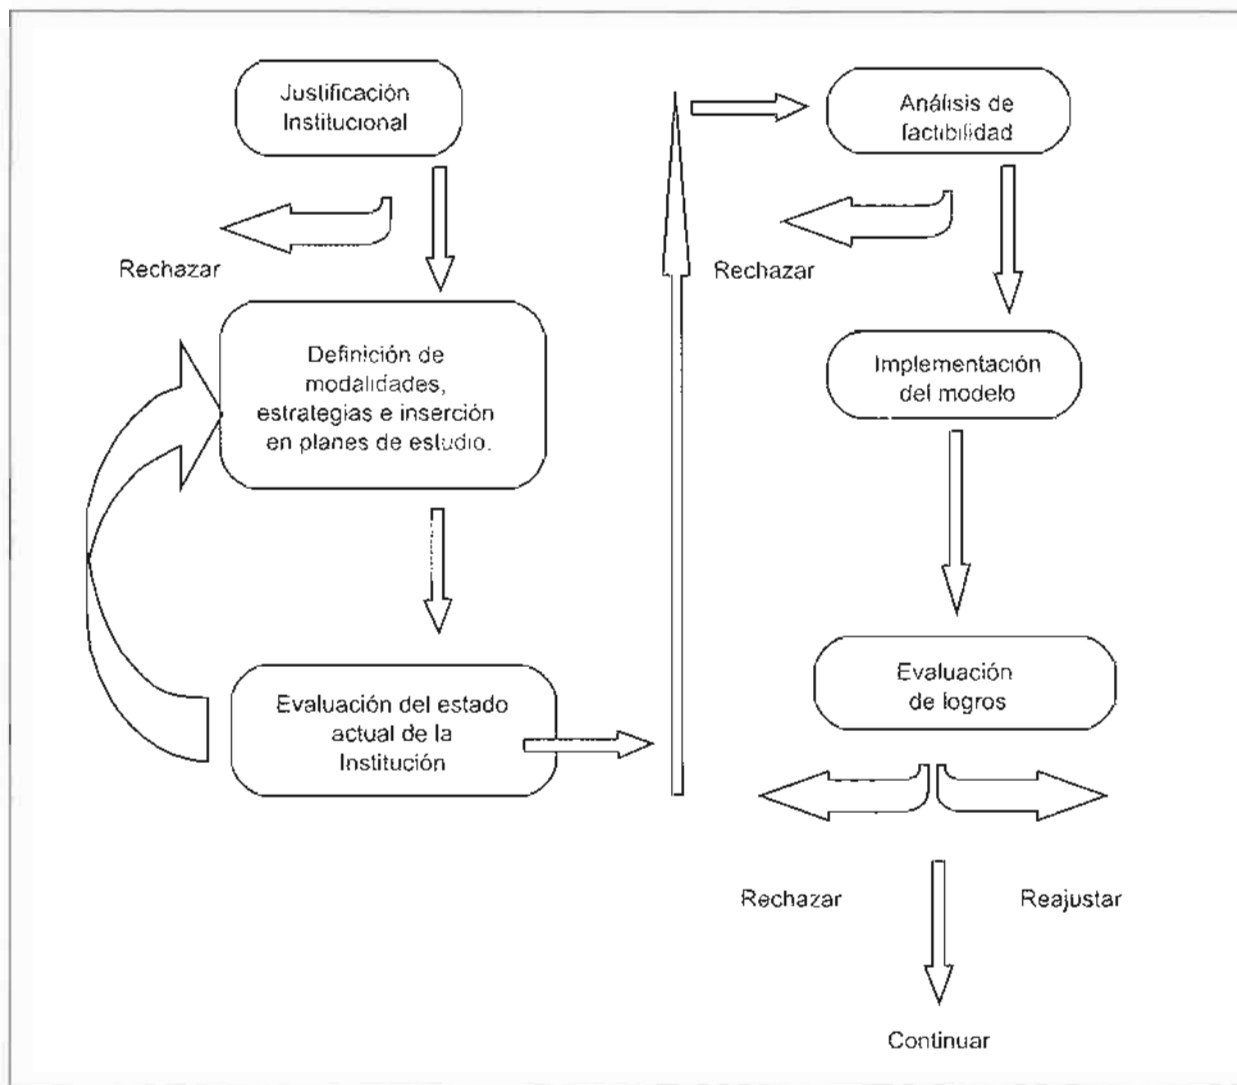 Justificación
Institucional
Rechazar
Definición de
modalidades,
estrategias e inserción
en planes de estudio.
Evaluación del estado
actual de la
Institución
Análisis de
factibilidad
Rechazar
Implementación
del modelo
Evaluación
de logros
Rechazar
Reajustar
Continuar